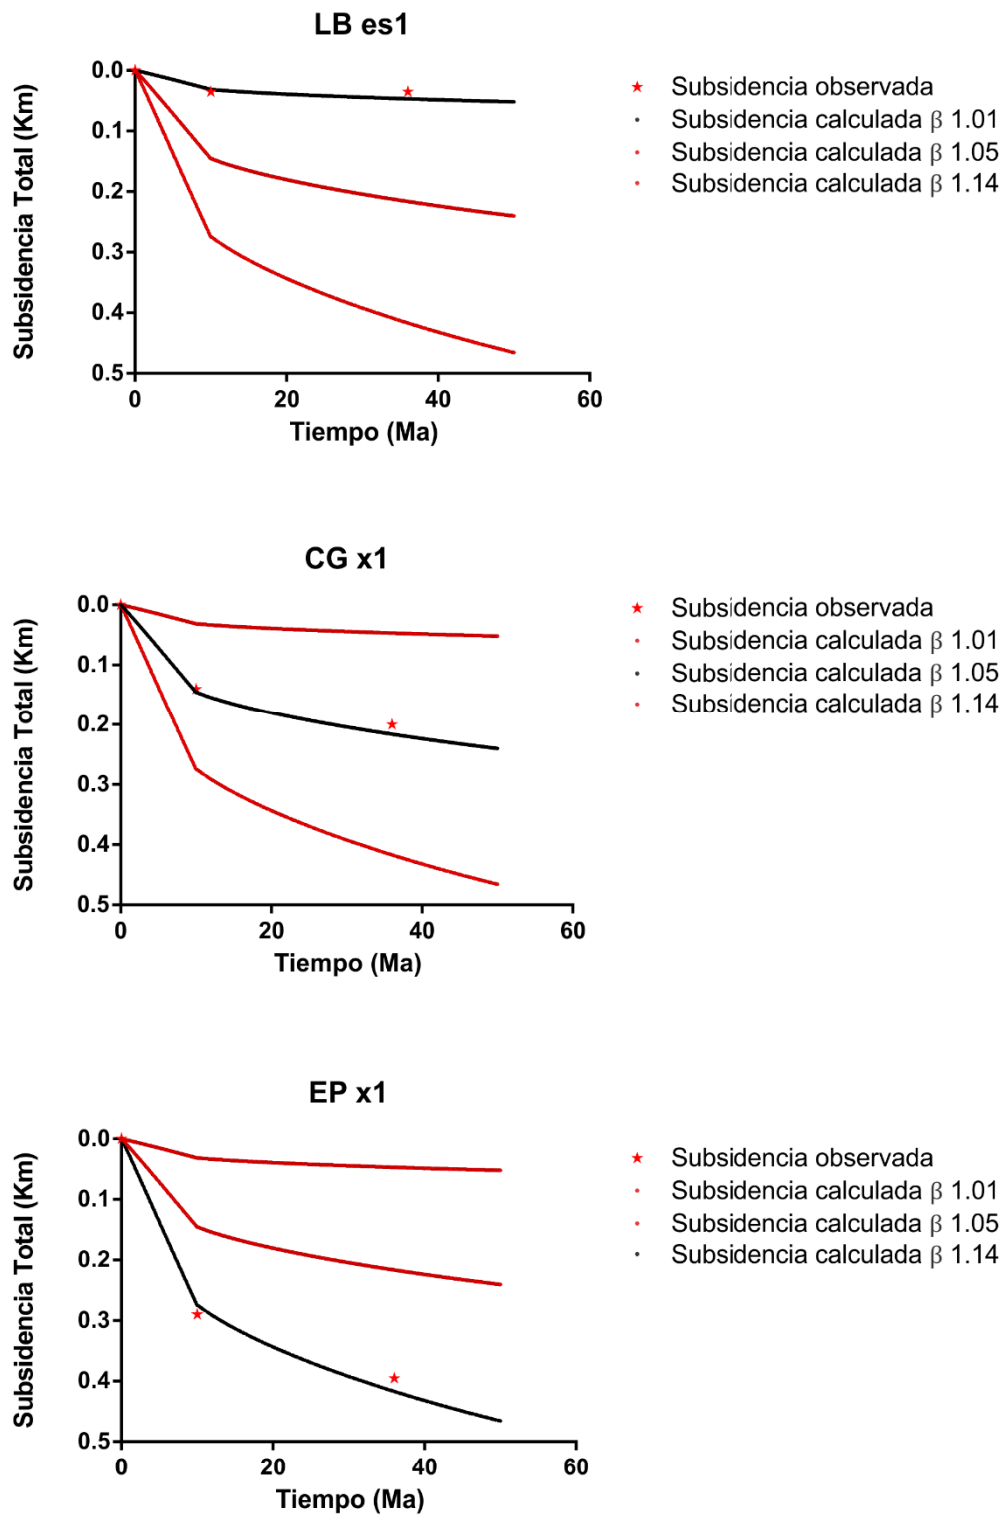 LB es1
Subsidencia Total (Km)
0.0
0.1
0.2
0.3
0.4
0.5
0
20
40
60
Tiempo (Ma)
Subsidencia observada
Subsidencia calculada β 1.01
Subsidencia calculada β 1.05
Subsidencia calculada β 1.14
CG x1
Subsidencia Total (Km)
0.0
0.1
0.2
0.3
0.4
0.5
0
20
40
60
Tiempo (Ma)
Subsidencia observada
Subsidencia calculada β 1.01
Subsidencia calculada β 1.05
Subsidencia calculada β 1.14
EP x1
Subsidencia Total (Km)
0.0
0.1
0.2
0.3
0.4
0.5
0
20
40
60
Tiempo (Ma)
Subsidencia observada
Subsidencia calculada β 1.01
Subsidencia calculada β 1.05
Subsidencia calculada β 1.14